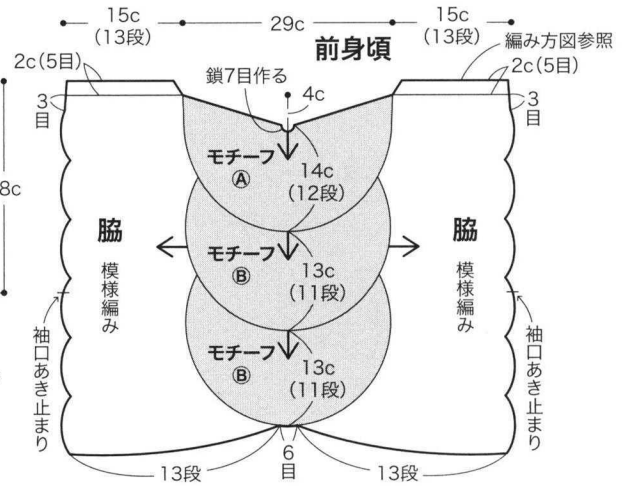 15c
(13段)
29c
15c
(13段)
前身頃
編み方図参照
2c(5目)
2c(5目)
鎖7目作る
4c
3目
3目
モチーフ
Ⓐ
14c
(12段)
8c
脇
模様編み
脇
模様編み
モチーフ
Ⓑ
13c
(11段)
袖口あき止まり
袖口あき止まり
モチーフ
Ⓑ
13c
(11段)
6目
13段
13段